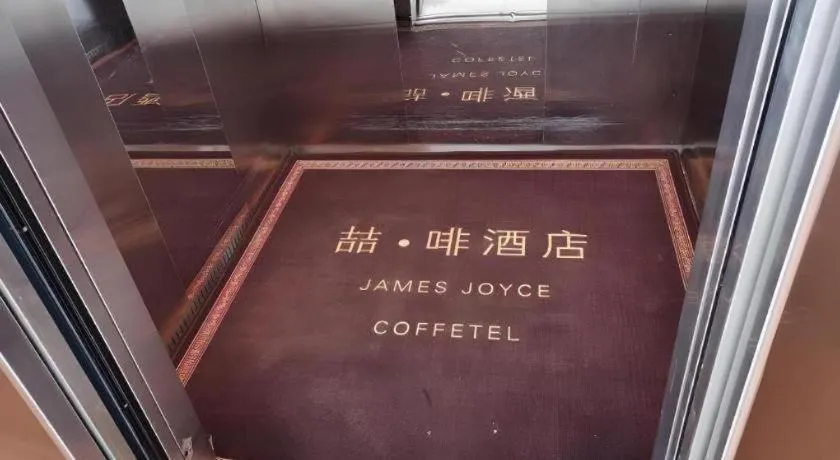 喆·啡酒店
JAMES JOYCE
COFFETEL